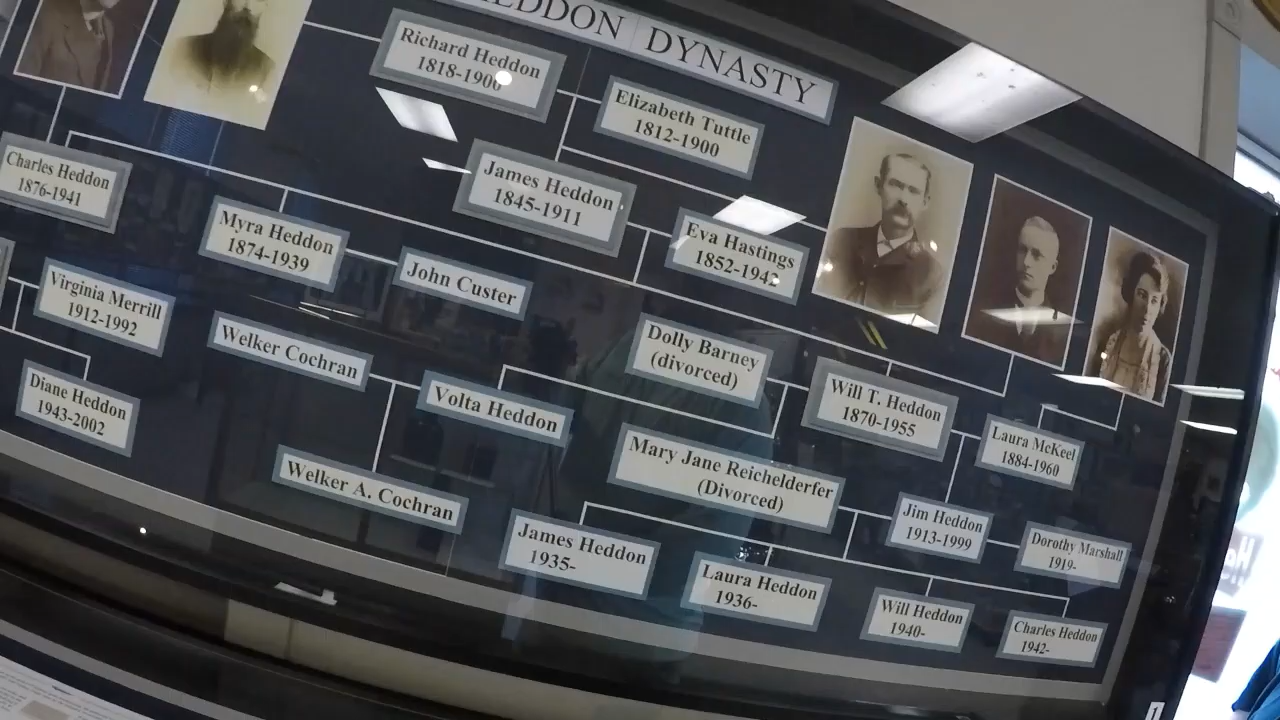 HEDDON DYNASTY
Richard Heddon
1818-1900
Elizabeth Tuttle
1812-1900
Charles Heddon
1876-1941
James Heddon
1845-1911
Myra Heddon
1874-1939
Eva Hastings
1852-1942
John Custer
Virginia Merrill
1912-1992
Welker Cochran
Dolly Barney
(divorced)
Will T. Heddon
1870-1955
Diane Heddon
1943-2002
Volta Heddon
Laura McKeel
1884-1960
Welker A. Cochran
Mary Jane Reichelderfer
(Divorced)
Jim Heddon
1913-1999
Dorothy Marshall
1919-
James Heddon
1935-
Laura Heddon
1936-
Will Heddon
1940-
Charles Heddon
1942-